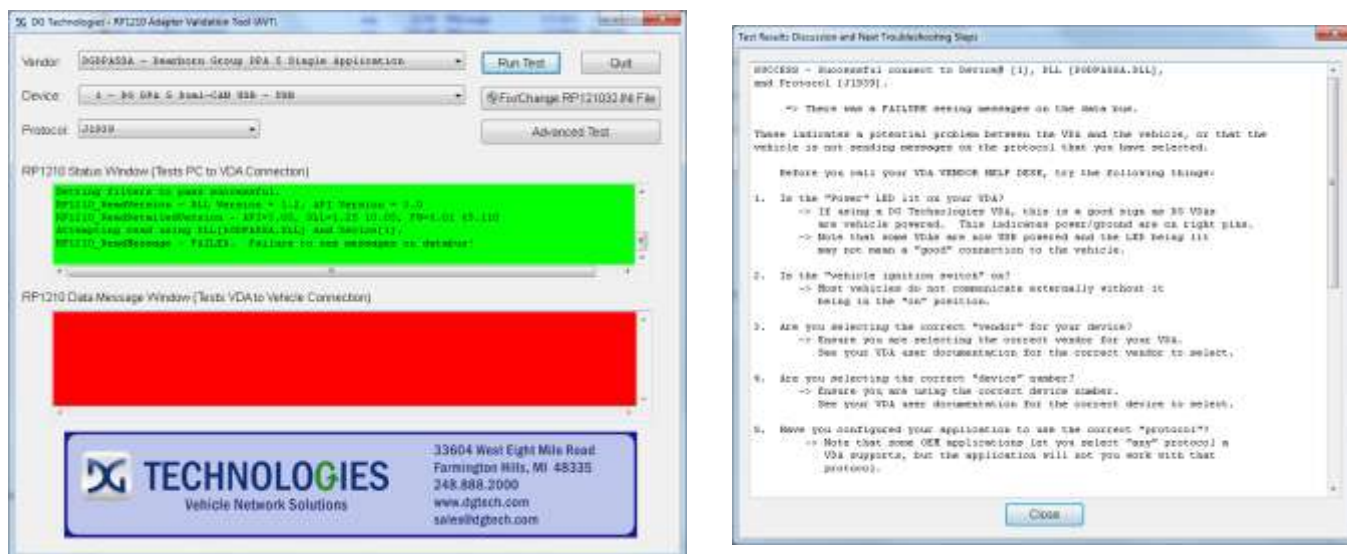 DG Technologies - RP1210 Adapter Validation Tool (AVT)
Vendor: DGDPA5SA - Dearborn Group DPA 5 Single Application
Run Test
Quit
Device: 1 - DG DPA 5 Dual-CAN USB - USB
Change RP121032.INI File
Protocol: J1939
Advanced Test
RP1210 Status Window (Tests PC to VDA Connection)
Setting filters to pass successful.
RP1210_ReadVersion - DLL Version = 1.2, API Version = 3.0
RP1210_ReadDetailedVersion -
Attempting read using DLL[DGDPA5SA.DLL] and Device[1].
RP1210_ReadMessage - FAILED. Failure to see messages on databus!
RP1210 Data Message Window (Tests VDA to Vehicle Connection)
DG TECHNOLOGIES
Vehicle Network Solutions
33604 West Eight Mile Road
Farmington Hills, MI 48335
248.888.2000
www.dgtech.com
sales@dgtech.com
Test Results Discussion and Next Troubleshooting Steps
SUCCESS - Successful connect to Device# [1], DLL [DGDPA5SA.DLL],
and Protocol [J1939].
=> There was a FAILURE seeing messages on the data bus.
These indicates a potential problem between the VDA and the vehicle, or that the
vehicle is not sending messages on the protocol that you have selected.
Before you call your VDA VENDOR HELP DESK, try the following things:
1. Is the "Power" LED lit on your VDA?
-> If using a DG Technologies VDA, this is a good sign as DG VDAs
are vehicle powered. This indicates power/ground are on right pins.
-> Note that some VDAs are now USB powered and the LED being lit
may not mean a "good" connection to the vehicle.
2. Is the "vehicle ignition switch" on?
-> Most vehicles do not communicate externally without it
being in the "on" position.
3. Are you selecting the correct "vendor" for your device?
-> Ensure you are selecting the correct vendor for your VDA.
See your VDA user documentation for the correct vendor to select.
4. Are you selecting the correct "device" number?
-> Ensure you are using the correct device number.
See your VDA user documentation for the correct device to select.
5. Have you configured your application to use the correct "protocol"?
-> Note that some OEM applications let you select "any" protocol a
VDA supports, but the application will not you work with that
protocol.
Close